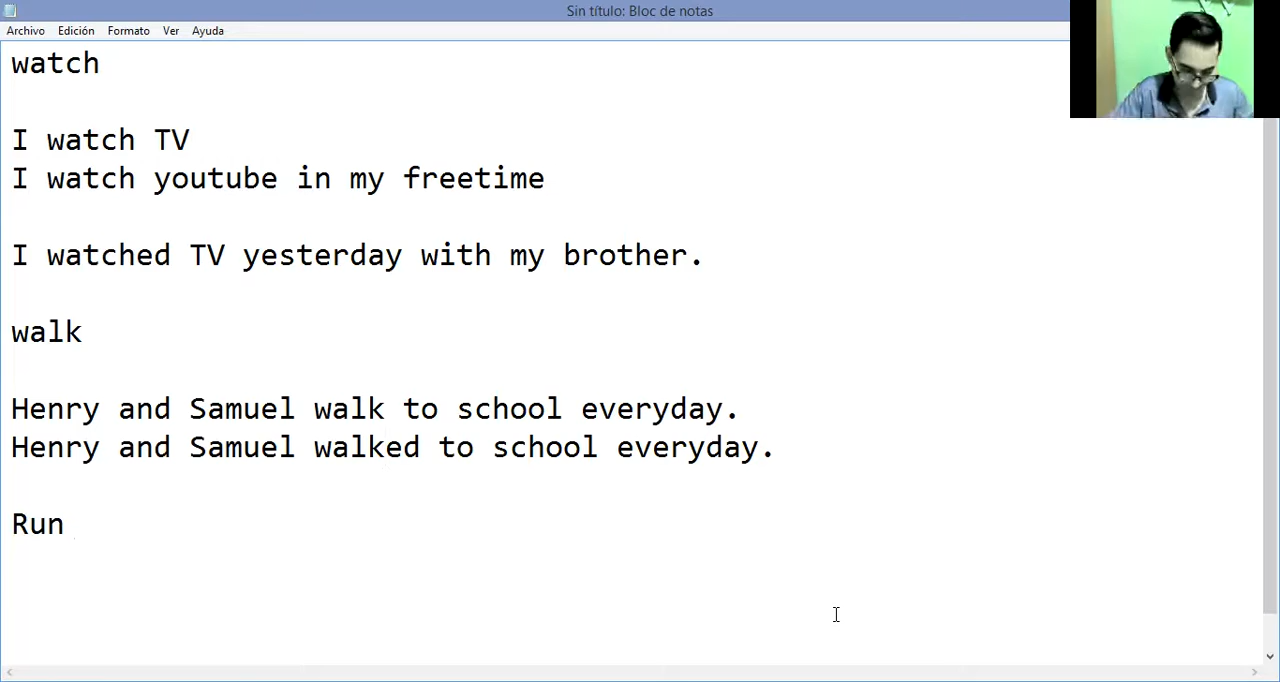 Sin título: Bloc de notas
Archivo Edición Formato Ver Ayuda
watch
I watch TV
I watch youtube in my freetime
I watched TV yesterday with my brother.
walk
Henry and Samuel walk to school everyday.
Henry and Samuel walked to school everyday.
Run